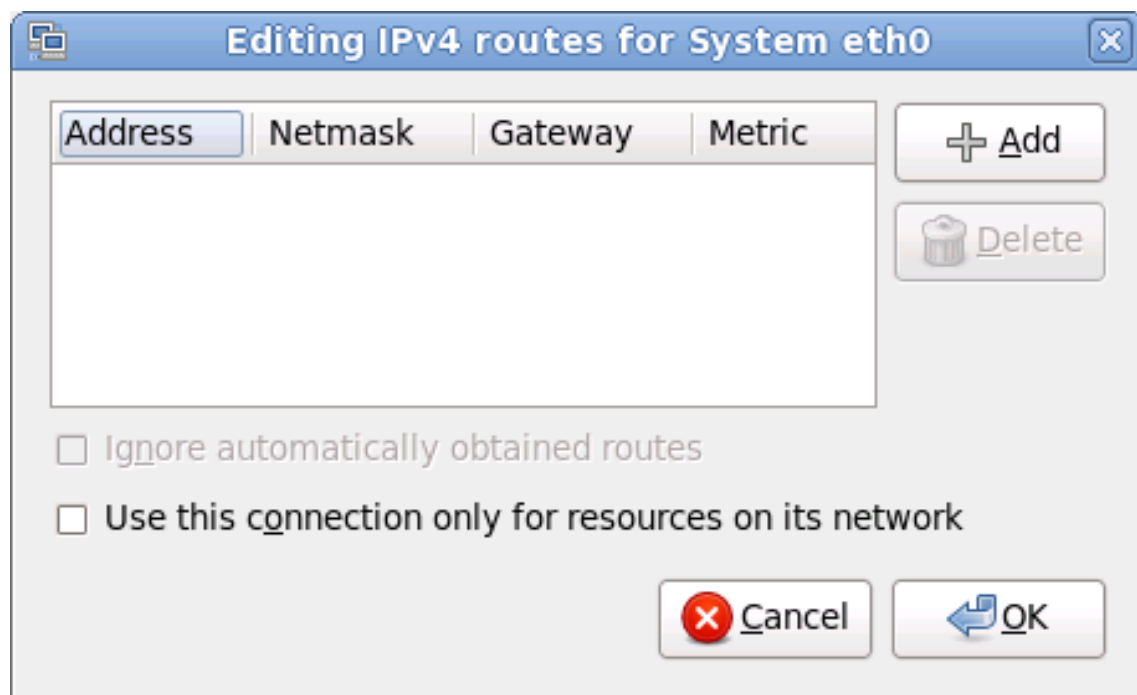 Editing IPv4 routes for System eth0
Address Netmask Gateway Metric
Add
Delete
Ignore automatically obtained routes
Use this connection only for resources on its network
Cancel OK